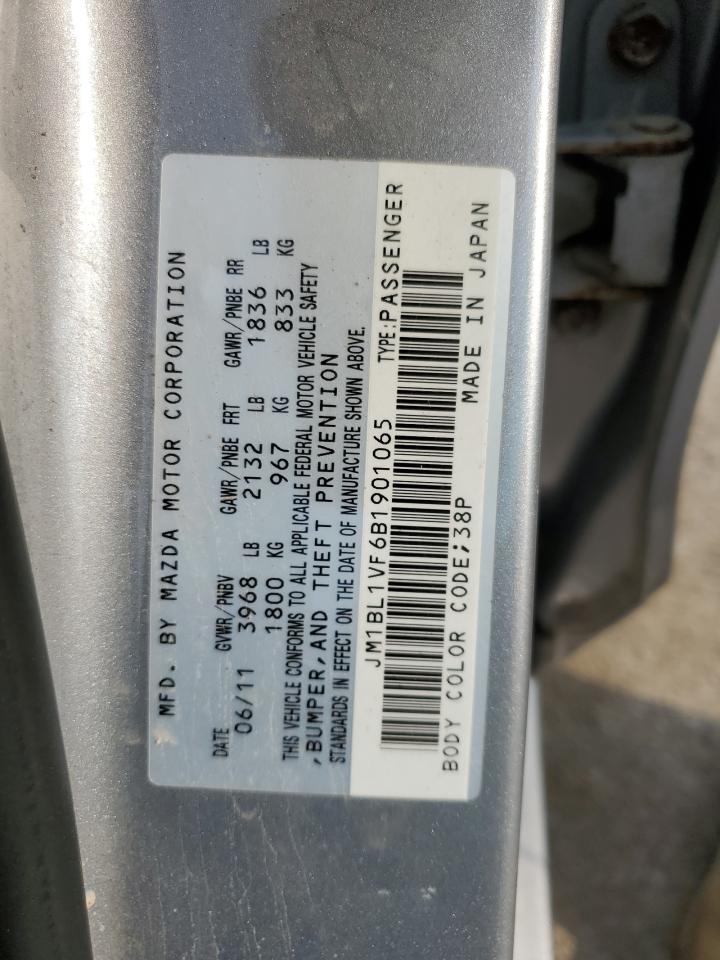 MFD. BY MAZDA MOTOR CORPORATION
DATE GVWR/PNBV GAWR/PNBE FRT GAWR/PNBE RR
06/11 3968 LB 2132 LB 1836 LB
1800 KG 967 KG 833 KG
THIS VEHICLE CONFORMS TO ALL APPLICABLE FEDERAL MOTOR VEHICLE SAFETY
,BUMPER,AND THEFT PREVENTION
STANDARDS IN EFFECT ON THE DATE OF MANUFACTURE SHOWN ABOVE.
JM1BL1VF6B1901065 TYPE:PASSENGER
BODY COLOR CODE;38P MADE IN JAPAN